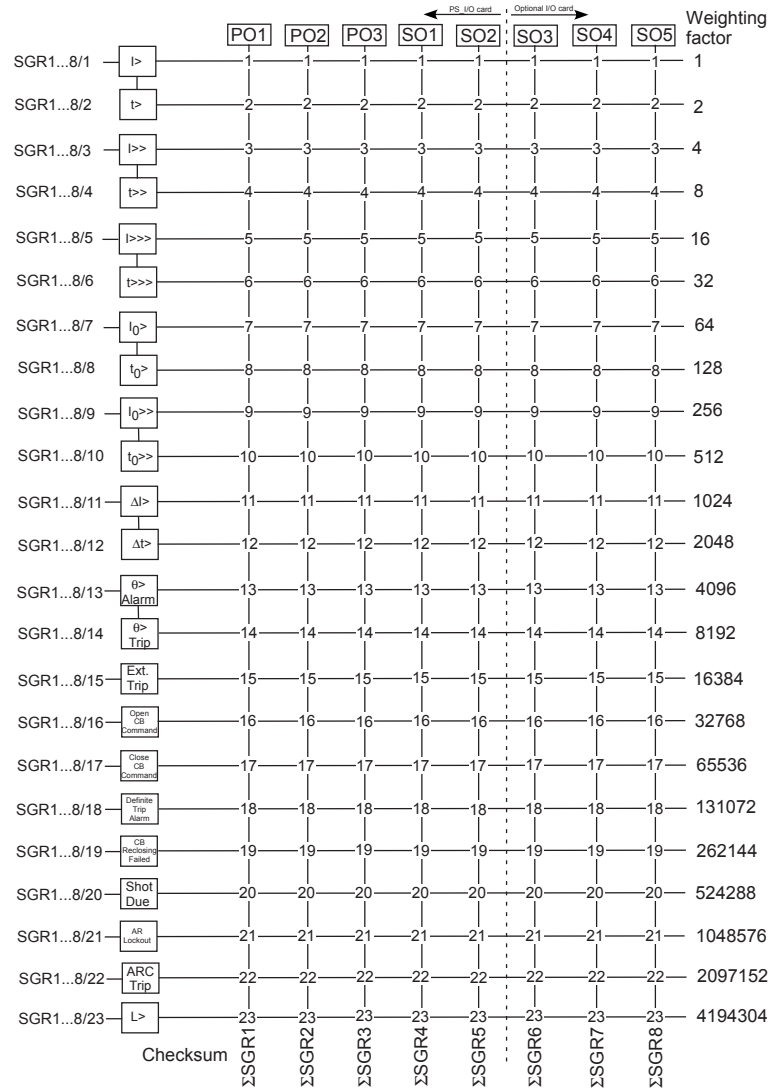 PS_I/O card Optional I/O card
Weighting factor
PO1 PO2 PO3 SO1 SO2 SO3 SO4 SO5
SGR1...8/1 I> 1 1 1 1 1 1 1 1 1
SGR1...8/2 t> 2 2 2 2 2 2 2 2 2
SGR1...8/3 I>> 3 3 3 3 3 3 3 3 4
SGR1...8/4 t>> 4 4 4 4 4 4 4 4 8
SGR1...8/5 I>>> 5 5 5 5 5 5 5 5 16
SGR1...8/6 t>>> 6 6 6 6 6 6 6 6 32
SGR1...8/7 I0> 7 7 7 7 7 7 7 7 64
SGR1...8/8 t0> 8 8 8 8 8 8 8 8 128
SGR1...8/9 I0>> 9 9 9 9 9 9 9 9 256
SGR1...8/10 t0>> 10 10 10 10 10 10 10 10 512
SGR1...8/11 ΔI> 11 11 11 11 11 11 11 11 1024
SGR1...8/12 Δt> 12 12 12 12 12 12 12 12 2048
SGR1...8/13 θ> Alarm 13 13 13 13 13 13 13 13 4096
SGR1...8/14 θ> Trip 14 14 14 14 14 14 14 14 8192
SGR1...8/15 Ext. Trip 15 15 15 15 15 15 15 15 16384
SGR1...8/16 Open CB Command 16 16 16 16 16 16 16 16 32768
SGR1...8/17 Close CB Command 17 17 17 17 17 17 17 17 65536
SGR1...8/18 Definite Trip Alarm 18 18 18 18 18 18 18 18 131072
SGR1...8/19 CB Reclosing Failed 19 19 19 19 19 19 19 19 262144
SGR1...8/20 Shot Due 20 20 20 20 20 20 20 20 524288
SGR1...8/21 AR Lockout 21 21 21 21 21 21 21 21 1048576
SGR1...8/22 ARC Trip 22 22 22 22 22 22 22 22 2097152
SGR1...8/23 L> 23 23 23 23 23 23 23 23 4194304
Checksum ΣSGR1 ΣSGR2 ΣSGR3 ΣSGR4 ΣSGR5 ΣSGR6 ΣSGR7 ΣSGR8